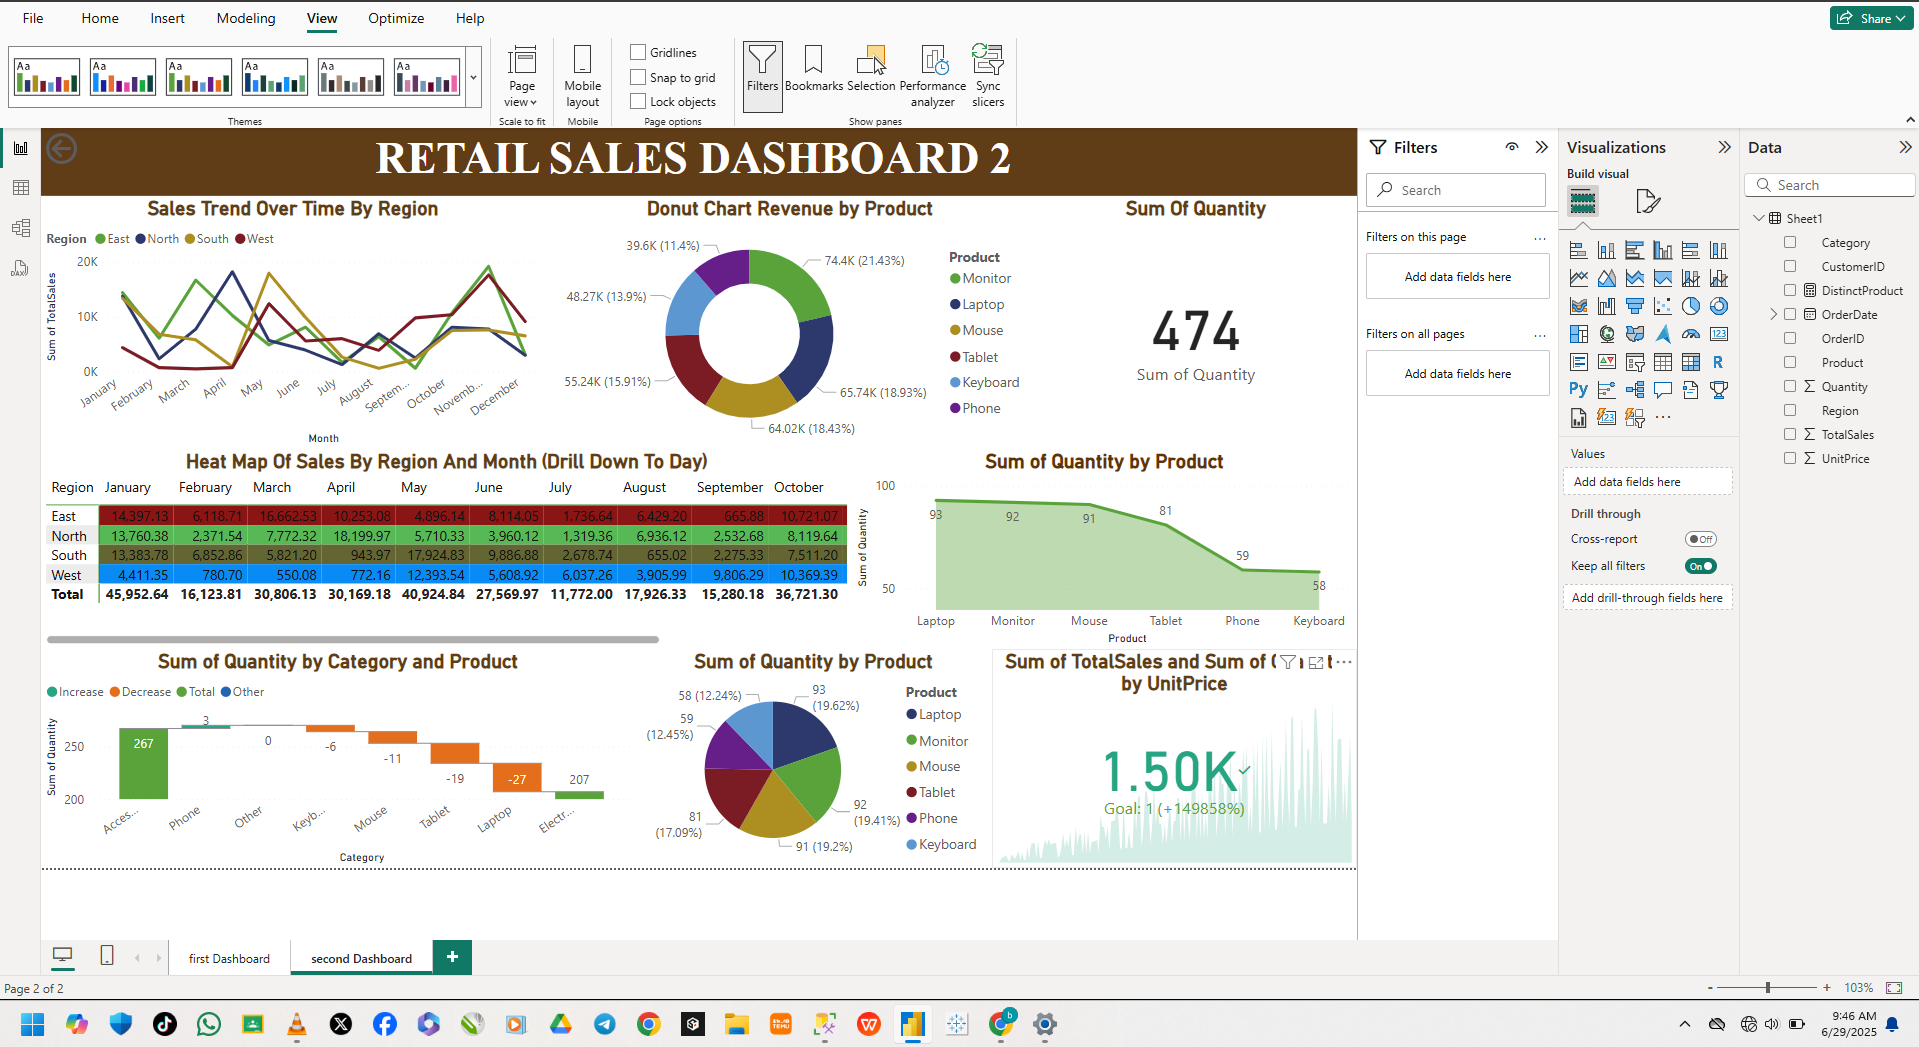 File Home Insert Modeling View Optimize Help Share
Aa Aa Aa Aa Aa Aa
Page view Mobile layout
Gridlines
Snap to grid
Lock objects
Filters Bookmarks Selection Performance analyzer Sync slicers
Themes Scale to fit Mobile Page options Show panes
RETAIL SALES DASHBOARD 2
Sales Trend Over Time By Region
Region East North South West
Sum of TotalSales
20K
10K
0K
January February March April May June July August Septem... October Novemb... December
Month
Donut Chart Revenue by Product
39.6K (11.4%)
74.4K (21.43%)
48.27K (13.9%)
55.24K (15.91%)
65.74K (18.93%)
64.02K (18.43%)
Product
Monitor
Laptop
Mouse
Tablet
Keyboard
Phone
Sum Of Quantity
474
Sum of Quantity
Heat Map Of Sales By Region And Month (Drill Down To Day)
Region January February March April May June July August September October
East 14,397.13 6,118.71 16,662.53 10,253.08 4,896.14 8,114.05 1,736.64 6,429.20 665.88 10,721.07
North 13,760.38 2,371.54 7,772.32 18,199.97 5,710.33 3,960.12 1,319.36 6,936.12 2,532.68 8,119.64
South 13,383.78 6,852.86 5,821.20 943.97 17,924.83 9,886.88 2,678.74 655.02 2,275.33 7,511.20
West 4,411.35 780.70 550.08 772.16 12,393.54 5,608.92 6,037.26 3,905.99 9,806.29 10,369.39
Total 45,952.64 16,123.81 30,806.13 30,169.18 40,924.84 27,569.97 11,772.00 17,926.33 15,280.18 36,721.30
Sum of Quantity by Product
Sum of Quantity
100
50
93 92 91 81 59 58
Laptop Monitor Mouse Tablet Phone Keyboard
Product
Sum of Quantity by Category and Product
Increase Decrease Total Other
Sum of Quantity
250
200
267 3 0 -6 -11 -19 -27 207
Acces... Phone Other Keyb... Mouse Tablet Laptop Electr...
Category
Sum of Quantity by Product
58 (12.24%)
93 (19.62%)
59 (12.45%)
81 (17.09%)
92 (19.41%)
91 (19.2%)
Product
Laptop
Monitor
Mouse
Tablet
Phone
Keyboard
Sum of TotalSales and Sum of
by UnitPrice
1.50K
Goal: 1 (+149858%)
Filters
Search
Filters on this page ...
Add data fields here
Filters on all pages ...
Add data fields here
Visualizations
Build visual
123
R
Py
123
...
Values
Add data fields here
Drill through
Cross-report Off
Keep all filters On
Add drill-through fields here
Data
Search
Sheet1
Category
CustomerID
DistinctProduct
OrderDate
OrderID
Product
Σ Quantity
Region
Σ TotalSales
Σ UnitPrice
first Dashboard second Dashboard +
Page 2 of 2
- + 103%
9:46 AM
6/29/2025